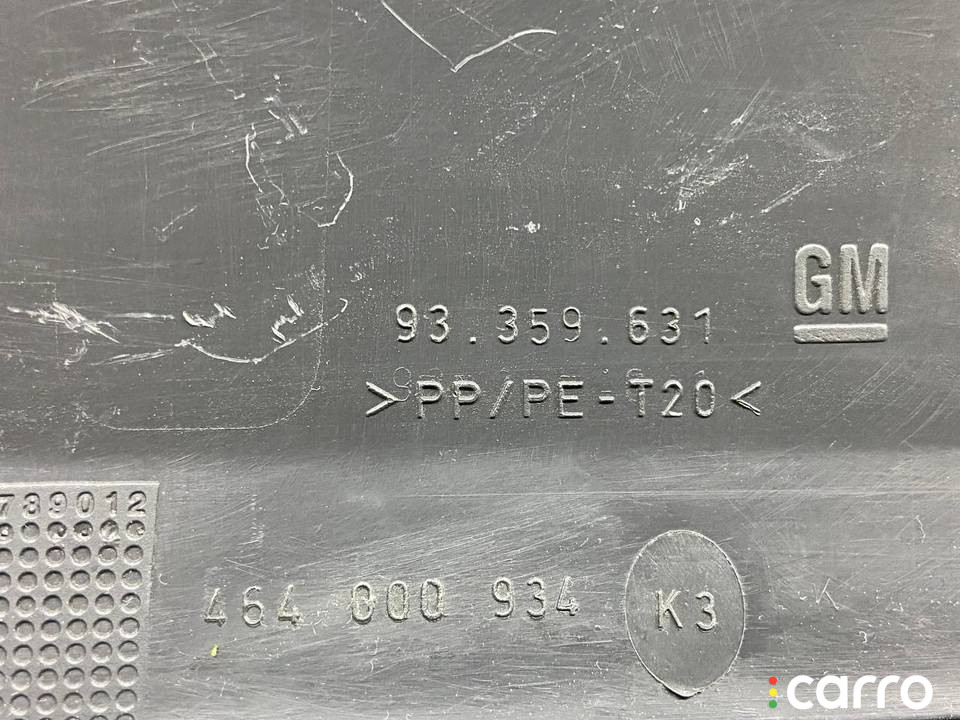 GM
93.359.631
>PP/PE-T20<
789012
464 000 934
K3
carro